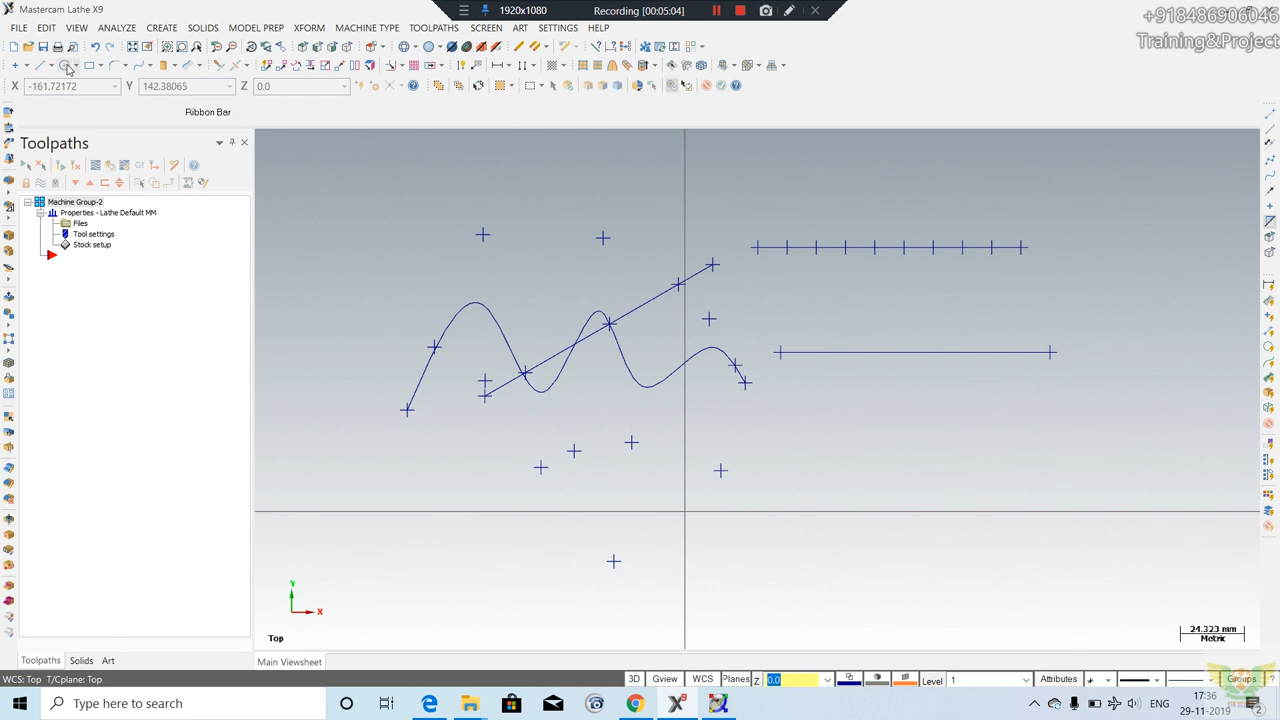 Mastercam Lathe X9
1920x1080
Recording [00:05:04]
+918486906046
Training&Project
FILE EDIT VIEW ANALYZE CREATE SOLIDS MODEL PREP XFORM MACHINE TYPE TOOLPATHS SCREEN ART SETTINGS HELP
X -161.72172 Y 142.38065 Z 0.0
Ribbon Bar
Toolpaths
G1
Machine Group-2
Properties - Lathe Default MM
Files
Tool settings
Stock setup
Y
X
Top
24.323 mm
Metric
Toolpaths Solids Art
Main Viewsheet
WCS: Top T/Cplane: Top
3D Gview WCS Planes Z 0.0 Level 1 Attributes Groups ?
Type here to search
ENG
17:36
29-11-2019
2